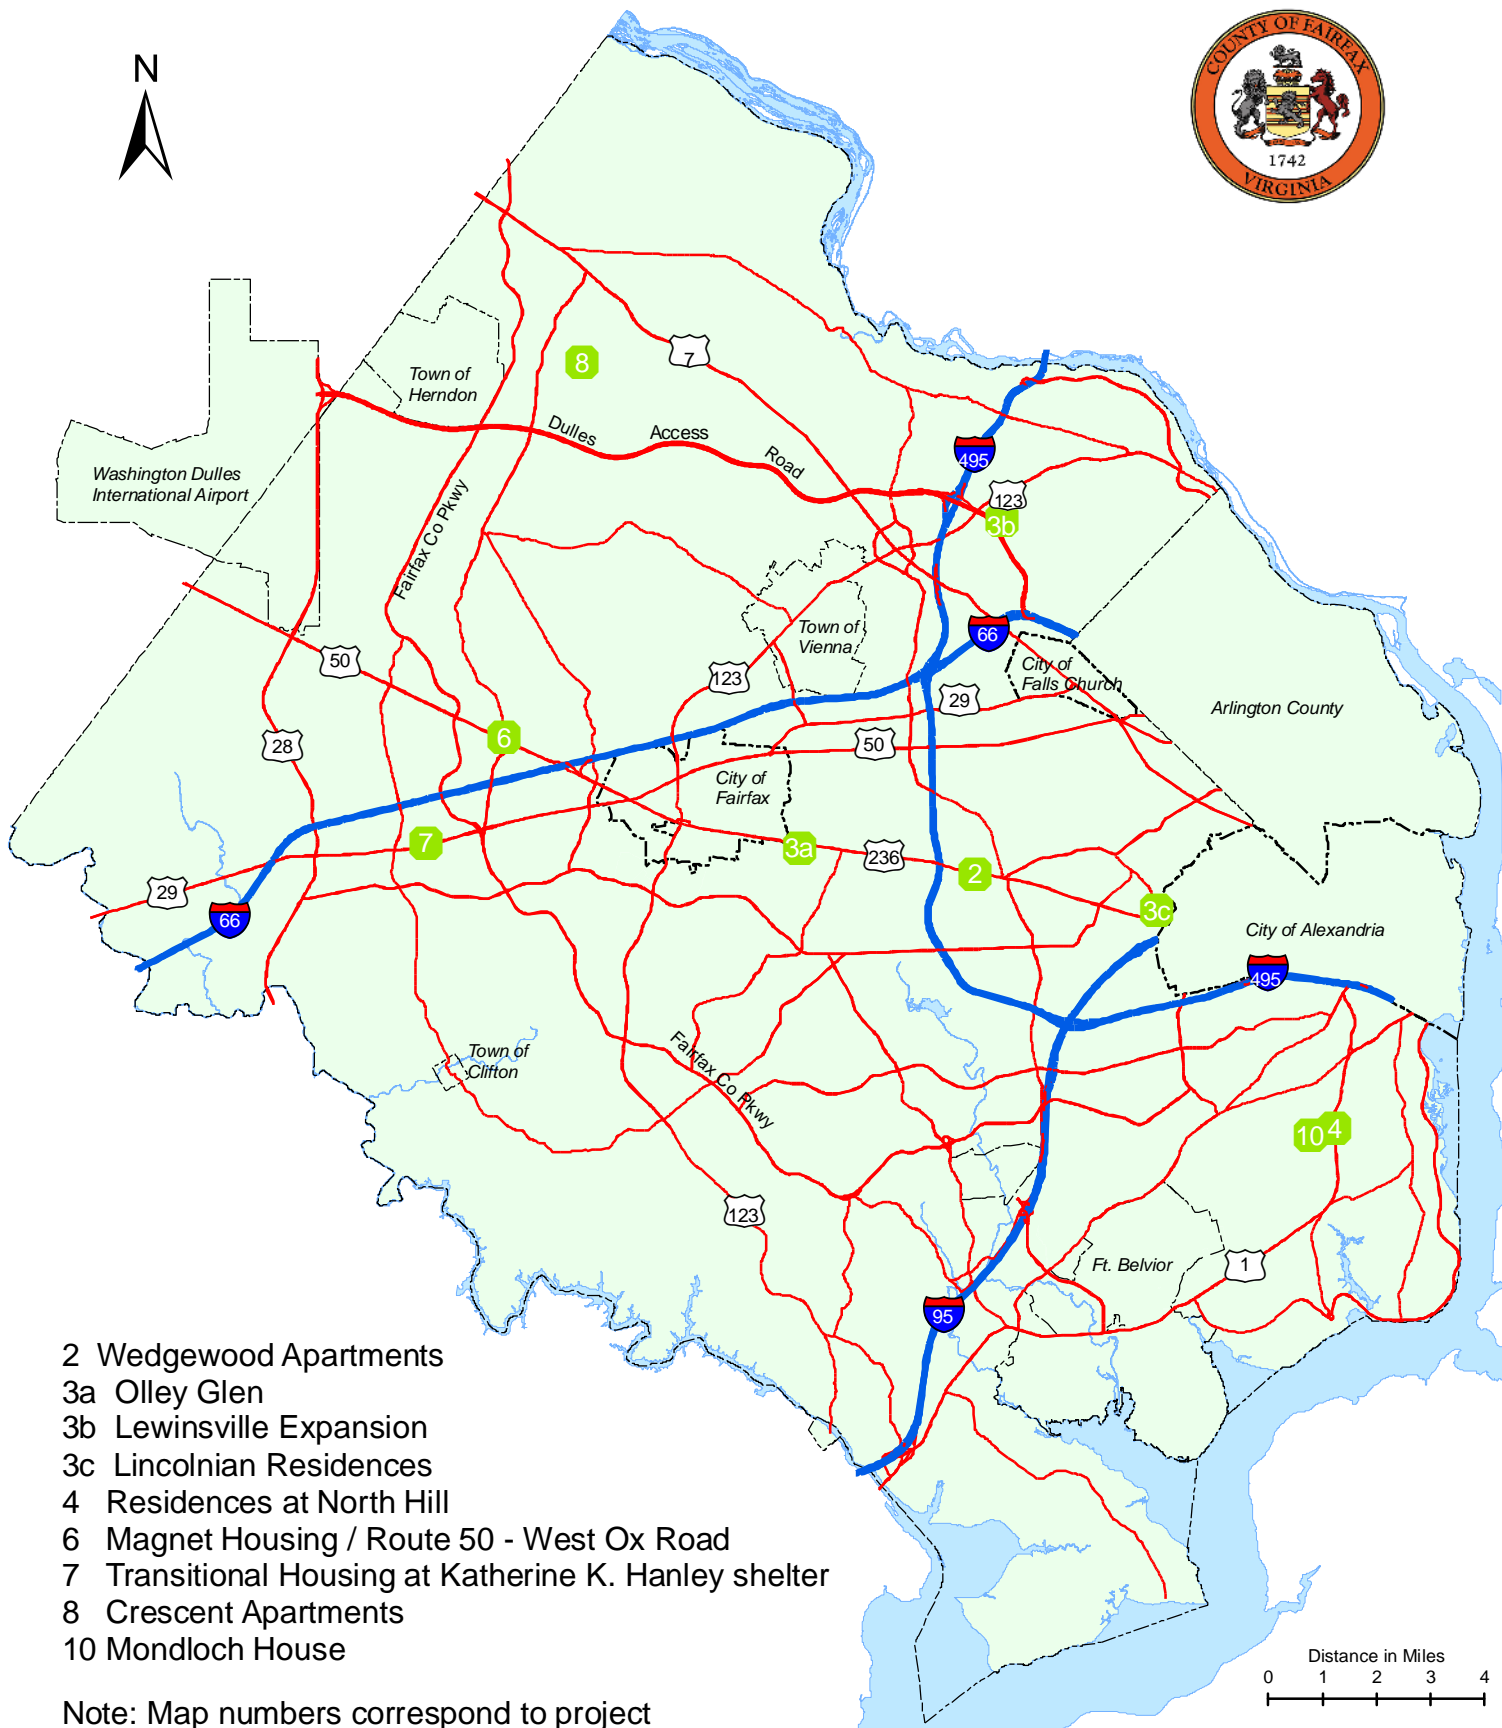 N
COUNTY OF FAIRFAX
1742
VIRGINIA
7
8
Town of
Herndon
Dulles
Access
Road
495
Washington Dulles
International Airport
123
3b
Fairfax Co Pkwy
Town of
Vienna
66
50
123
City of
Falls Church
29
Arlington County
6
28
50
City of
Fairfax
7
3a
236
2
29
66
3c
City of Alexandria
495
Town of
Clifton
Fairfax Co Pkwy
10
4
123
Ft. Belvior
1
95
2 Wedgewood Apartments
3a Olley Glen
3b Lewinsville Expansion
3c Lincolnian Residences
4 Residences at North Hill
6 Magnet Housing / Route 50 - West Ox Road
7 Transitional Housing at Katherine K. Hanley shelter
8 Crescent Apartments
10 Mondloch House
Note: Map numbers correspond to project
Distance in Miles
0 1 2 3 4